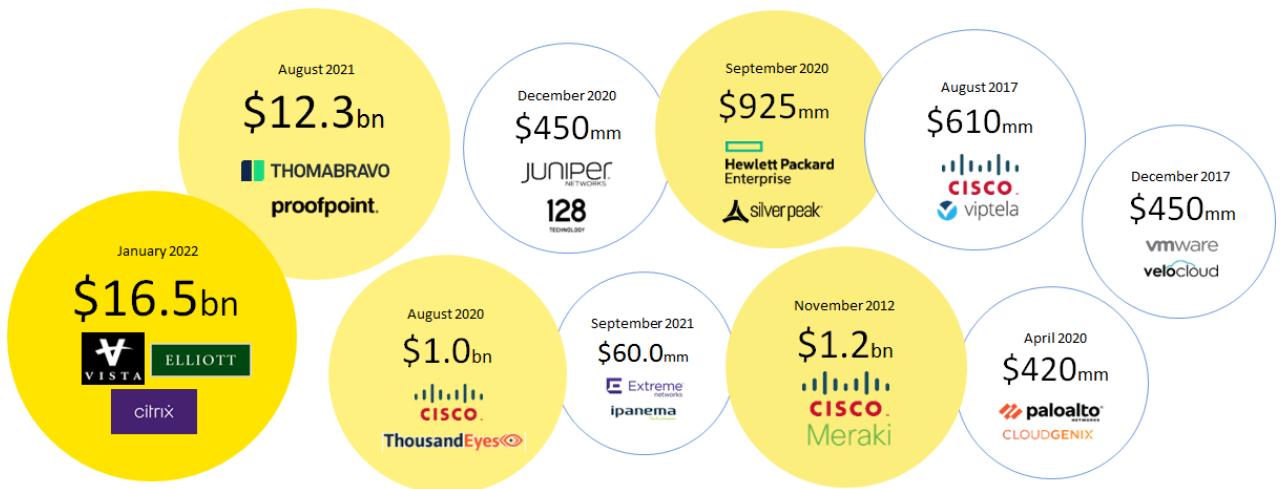 August 2021
$12.3bn
THOMABRAVO
proofpoint.
December 2020
$450mm
JUNIPER
NETWORKS
128
TECHNOLOGY
September 2020
$925mm
Hewlett Packard
Enterprise
silver peak
August 2017
$610mm
CISCO
viptela
December 2017
$450mm
vmware
velocloud
January 2022
$16.5bn
VISTA
ELLIOTT
citrix
August 2020
$1.0bn
CISCO
ThousandEyes
September 2021
$60.0mm
Extreme
networks
ipanema
November 2012
$1.2bn
CISCO
Meraki
April 2020
$420mm
paloalto
NETWORKS
CLOUDGENIX